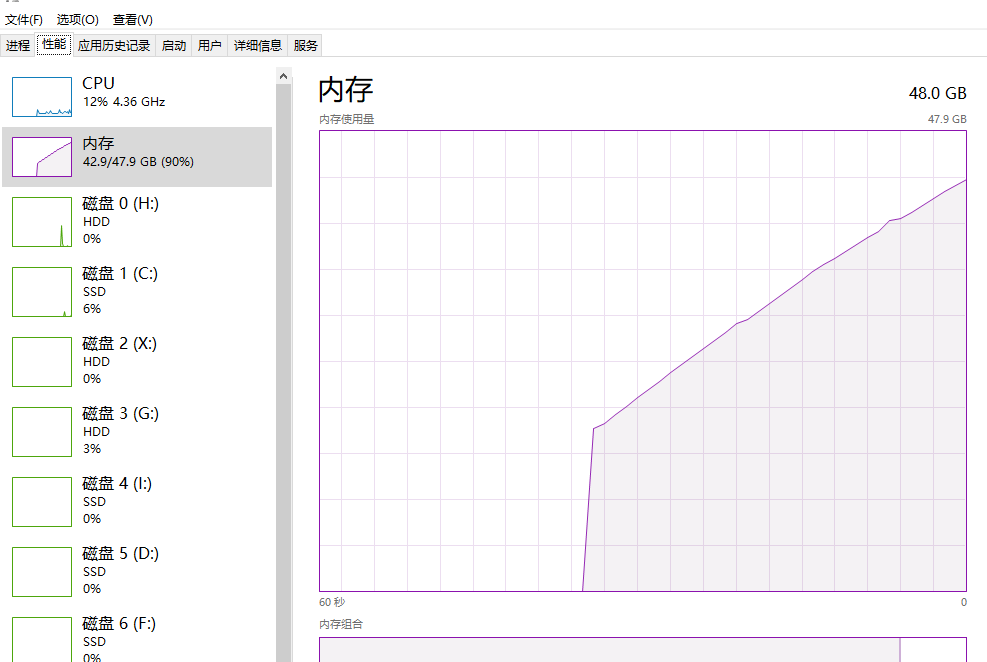 文件(F) 选项(O) 查看(V)
进程 性能 应用历史记录 启动 用户 详细信息 服务
CPU
12% 4.36 GHz
内存
42.9/47.9 GB (90%)
磁盘 0 (H:)
HDD
0%
磁盘 1 (C:)
SSD
6%
磁盘 2 (X:)
HDD
0%
磁盘 3 (G:)
HDD
3%
磁盘 4 (I:)
SSD
0%
磁盘 5 (D:)
SSD
0%
磁盘 6 (F:)
SSD
0%
内存
48.0 GB
内存使用量
47.9 GB
60 秒
0
内存组合